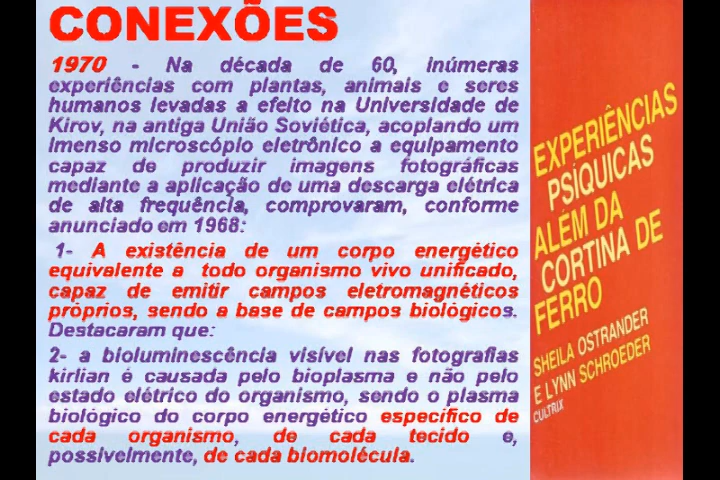 CONEXÕES
1970 - Na década de 60, inúmeras
experiências com plantas, animais e seres
humanos levadas a efeito na Universidade de
Kirov, na antiga União Soviética, acoplando um
imenso microscópio eletrônico a equipamento
capaz de produzir imagens fotográficas
mediante a aplicação de uma descarga elétrica
de alta frequência, comprovaram, conforme
anunciado em 1968:
1- A existência de um corpo energético
equivalente a todo organismo vivo unificado,
capaz de emitir campos eletromagnéticos
próprios, sendo a base de campos biológicos.
Destacaram que:
2- a bioluminescência visível nas fotografias
kirlian é causada pelo bioplasma e não pelo
estado elétrico do organismo, sendo o plasma
biológico do corpo energético específico de
cada organismo, de cada tecido e,
possivelmente, de cada biomolécula.
EXPERIÊNCIAS
PSÍQUICAS
ALÉM DA
CORTINA DE
FERRO
SHEILA OSTRANDER
E LYNN SCHROEDER
CULTRIX